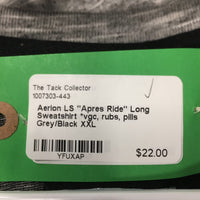 The Tack Collector
1007303-443
Aerion LS "Apres Ride" Long
Sweatshirt *vgc, rubs, pills
Grey/Black XXL
YFUXAP
$22.00